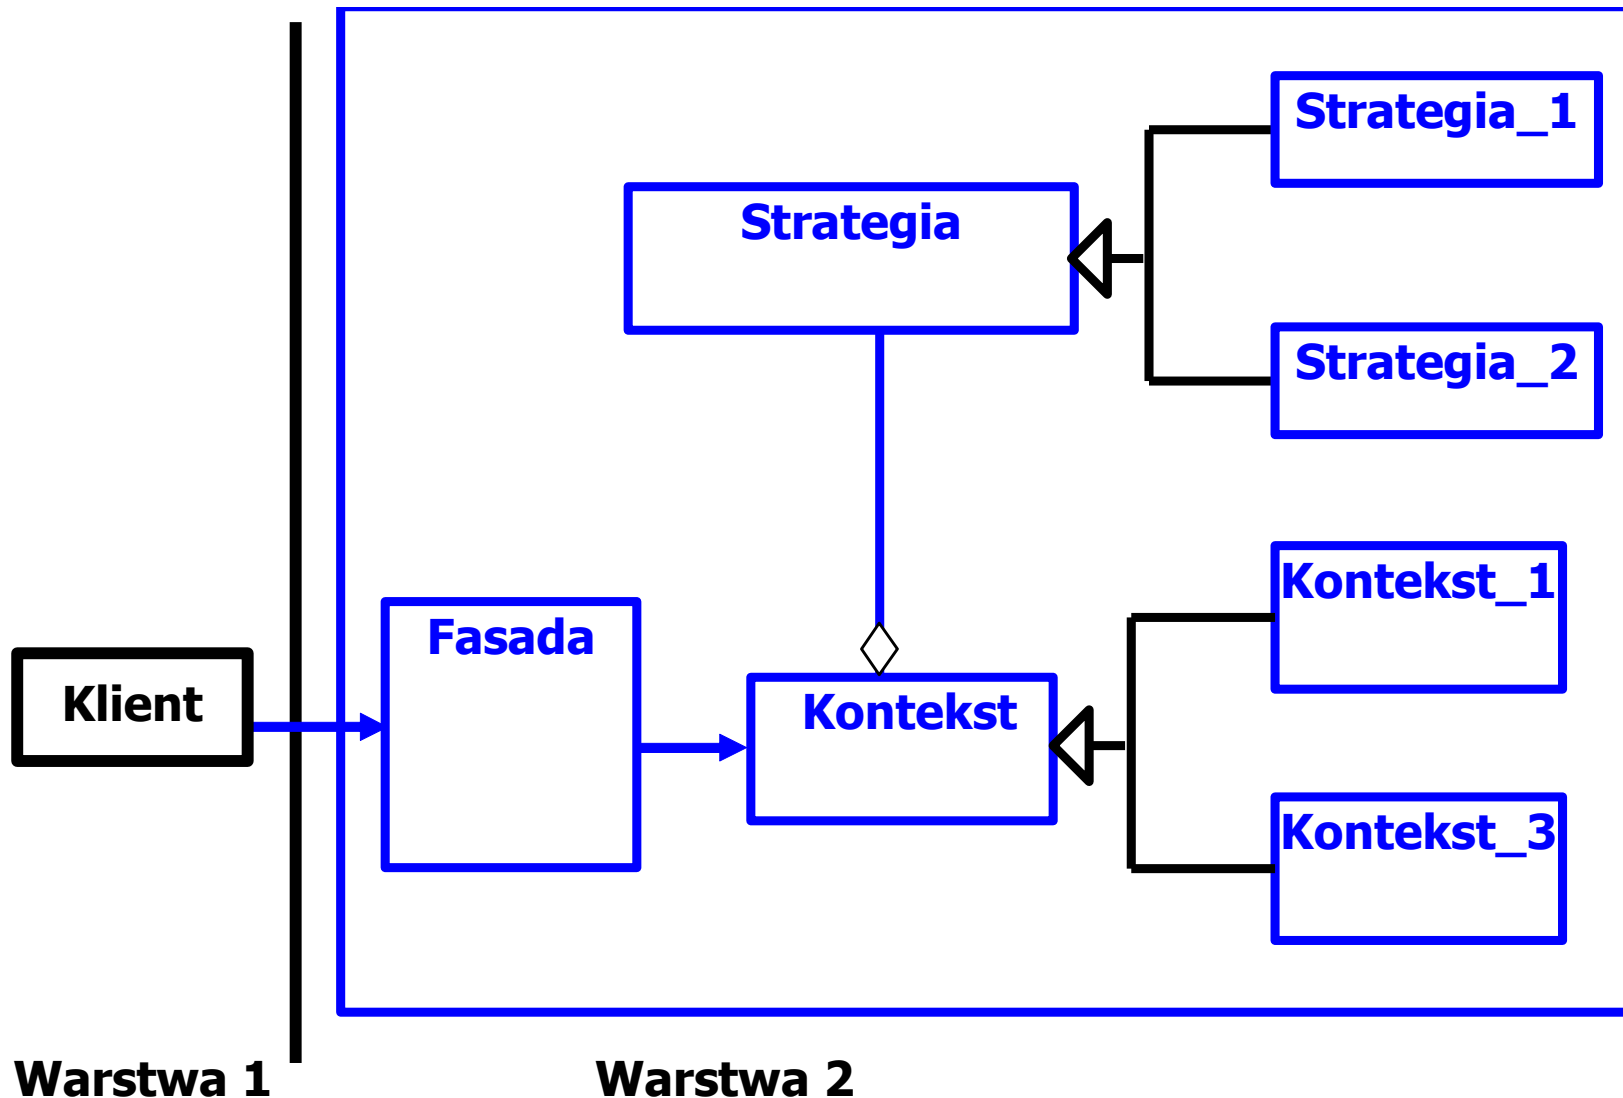 Strategia_1
Strategia
Strategia_2
Kontekst_1
Fasada
Klient
Kontekst
Kontekst_3
Warstwa 1
Warstwa 2